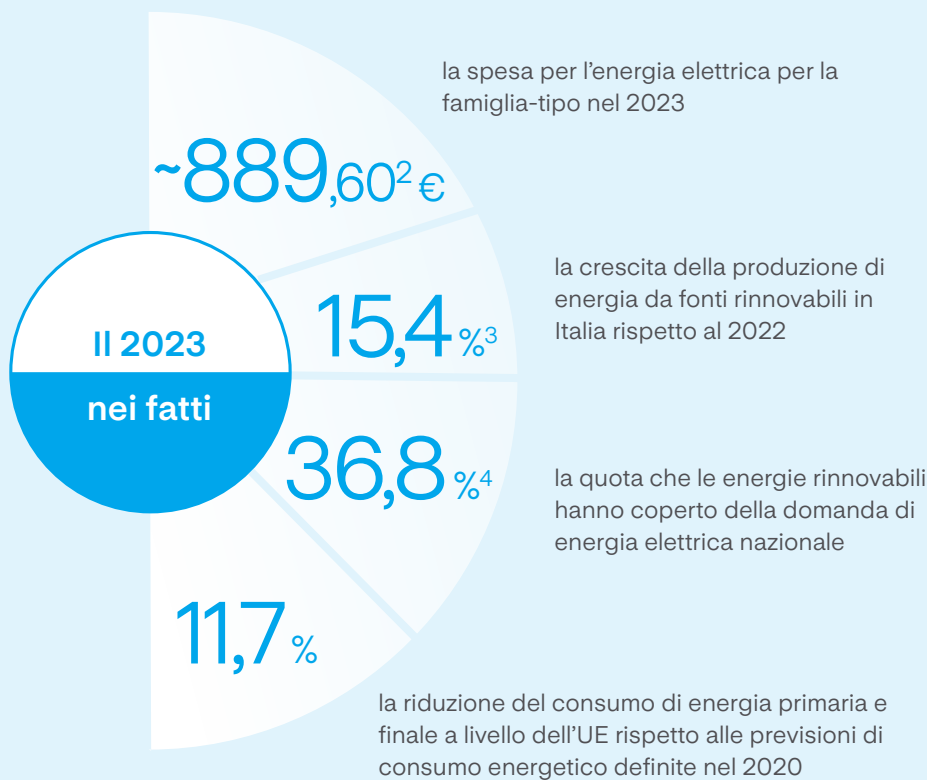 la spesa per l'energia elettrica per la
famiglia-tipo nel 2023
~889,60² €
la crescita della produzione di
energia da fonti rinnovabili in
Italia rispetto al 2022
15,4 %³
Il 2023
nei fatti
36,8 %⁴
la quota che le energie rinnovabili
hanno coperto della domanda di
energia elettrica nazionale
11,7 %
la riduzione del consumo di energia primaria e
finale a livello dell'UE rispetto alle previsioni di
consumo energetico definite nel 2020